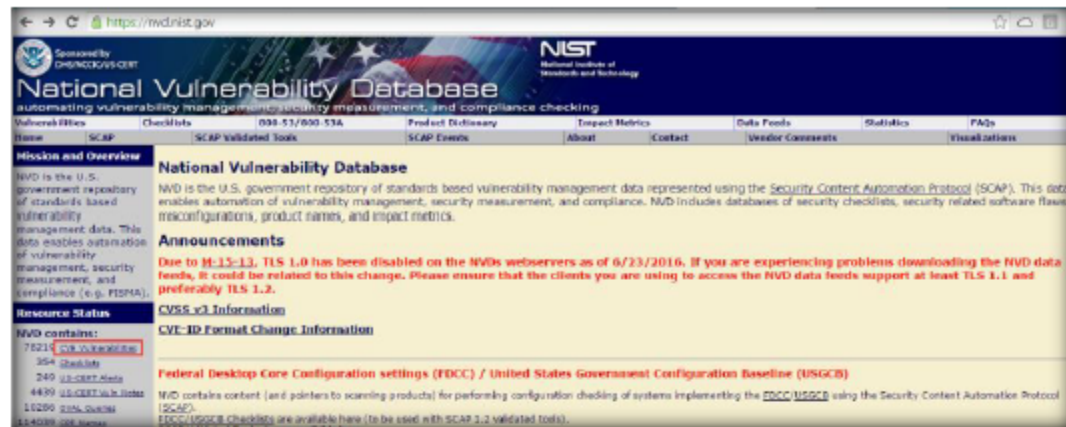 https://nvd.nist.gov
Sponsored by
DHS/NCCIC/US-CERT
NIST
National Institute of
Standards and Technology
National Vulnerability Database
automating vulnerability management, security measurement, and compliance checking
Vulnerabilities Checklists 800-53/800-53A Product Dictionary Impact Metrics Data Feeds Statistics FAQs
Home SCAP SCAP Validated Tools SCAP Events About Contact Vendor Comments Visualizations
Mission and Overview
NVD is the U.S.
government repository
of standards based
vulnerability
management data. This
data enables automation
of vulnerability
management, security
measurement, and
compliance (e.g. FISMA).
Resource Status
NVD contains:
78219 CVE Vulnerabilities
354 Checklists
249 US-CERT Alerts
4439 US-CERT Vuln Notes
10286 OVAL Queries
CPE Names
National Vulnerability Database
NVD is the U.S. government repository of standards based vulnerability management data represented using the Security Content Automation Protocol (SCAP). This data
enables automation of vulnerability management, security measurement, and compliance. NVD includes databases of security checklists, security related software flaws,
misconfigurations, product names, and impact metrics.
Announcements
Due to M-15-13, TLS 1.0 has been disabled on the NVDs webservers as of 6/23/2016. If you are experiencing problems downloading the NVD data
feeds, it could be related to this change. Please ensure that the clients you are using to access the NVD data feeds support at least TLS 1.1 and
preferably TLS 1.2.
CVSS v3 Information
CVE-ID Format Change Information
Federal Desktop Core Configuration settings (FDCC) / United States Government Configuration Baseline (USGCB)
NVD contains content (and pointers to scanning products) for performing configuration checking of systems implementing the FDCC/USGCB using the Security Content Automation Protocol
(SCAP).
FDCC/USGCB Checklists are available here (to be used with SCAP 1.2 validated tools).